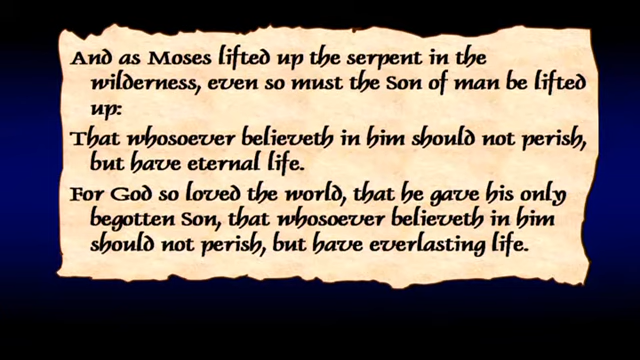 And as Moses lifted up the serpent in the
wilderness, even so must the Son of man be lifted
up:
That whosoever believeth in him should not perish,
but have eternal life.
For God so loved the world, that he gave his only
begotten Son, that whosoever believeth in him
should not perish, but have everlasting life.